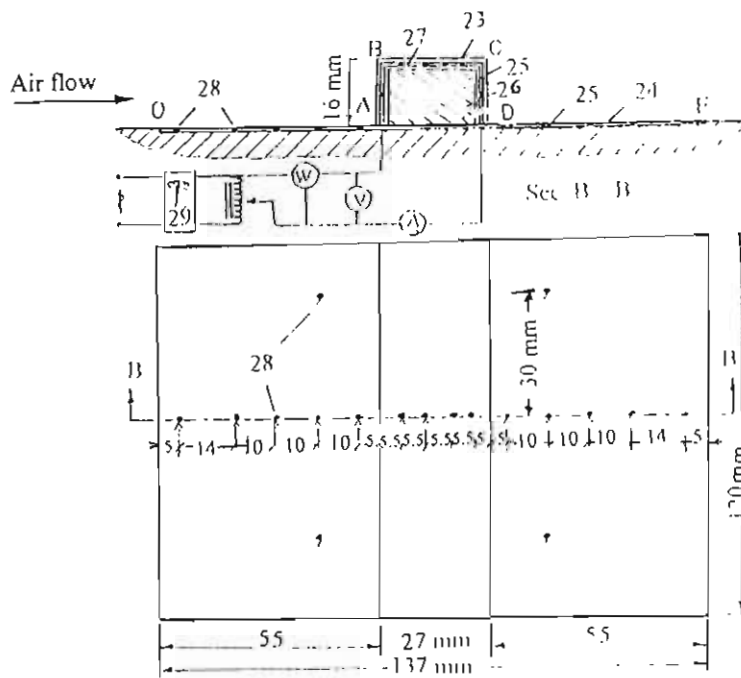 23
B 27 C
25
16 mm
26
Air flow
O 28 A D 25 24 F
W
V
A
29
Sec B B
28
30 mm
B B
5 14 10 10 10 5.5 5.5 5.5 5.5 5 10 10 10 14 5
120 mm
55 27 mm 55
137 mm